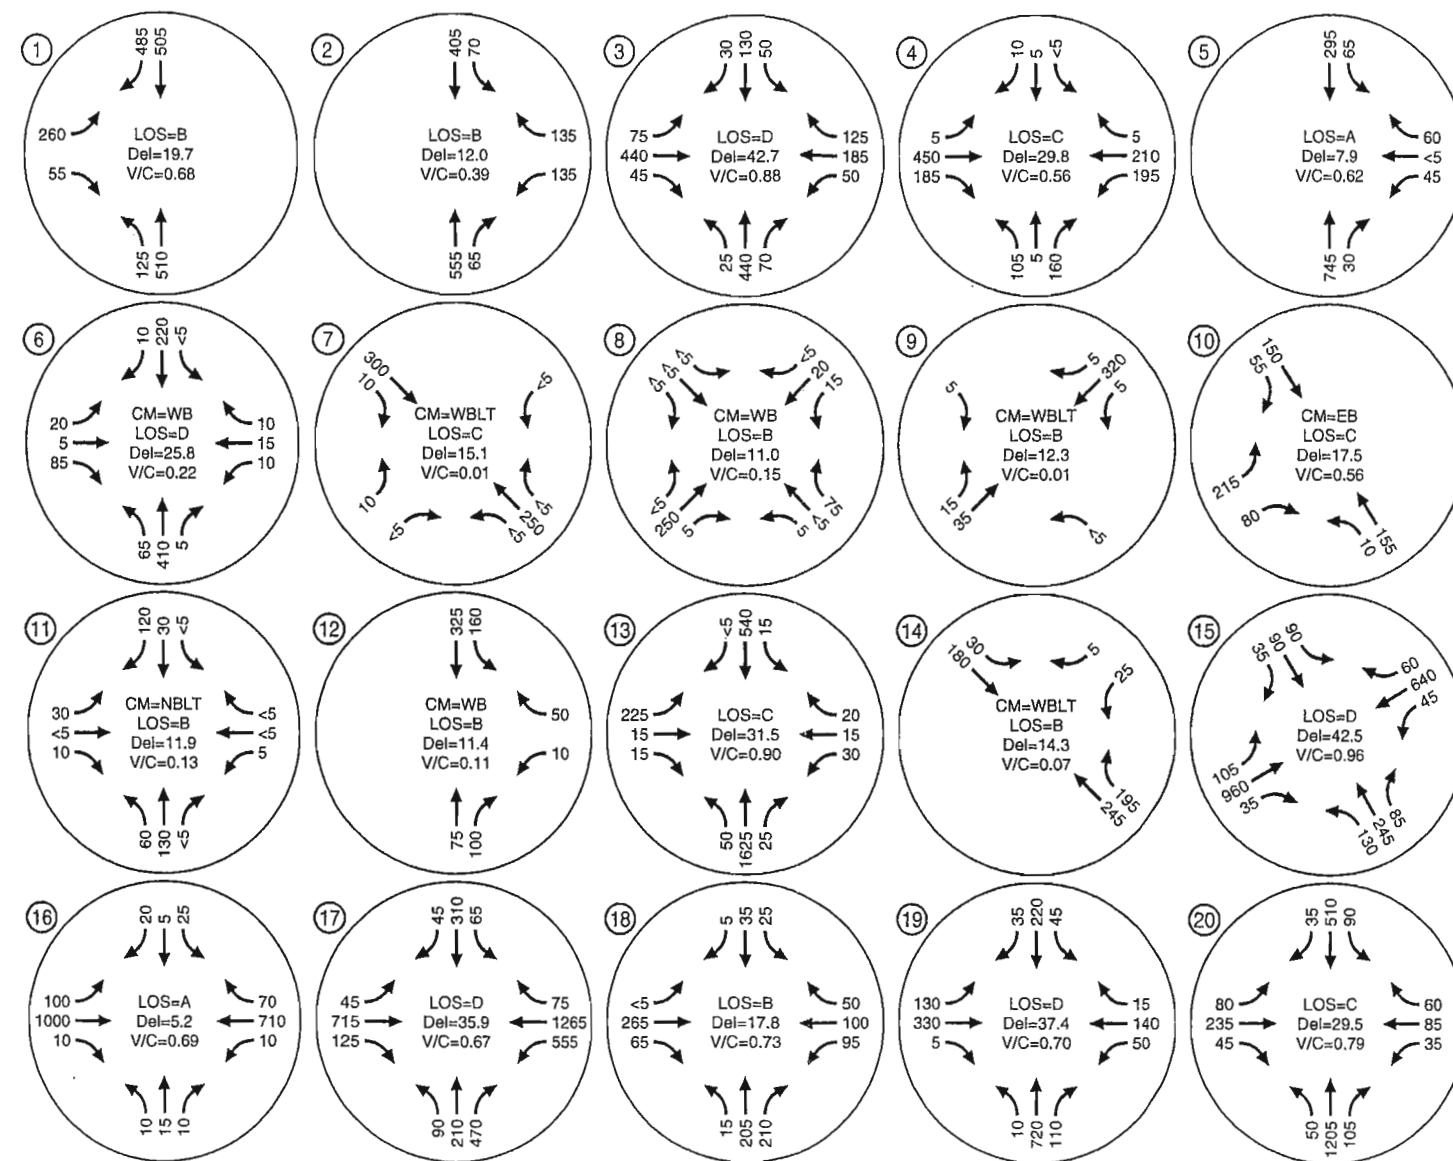 1
485 505
260
55
LOS=B
Del=19.7
V/C=0.68
125 510
2
405 70
LOS=B
Del=12.0
V/C=0.39
135
135
555 65
3
30 130 50
75
440
45
LOS=D
Del=42.7
V/C=0.88
125
185
50
25 440 70
4
10 5 <5
5
450
185
LOS=C
Del=29.8
V/C=0.56
5
210
195
105 5 160
5
295 65
LOS=A
Del=7.9
V/C=0.62
60
<5
45
745 30
6
10 220 <5
20
5
85
CM=WB
LOS=D
Del=25.8
V/C=0.22
10
15
10
65 410 5
7
300
10
<5
CM=WBLT
LOS=C
Del=15.1
V/C=0.01
10
<5
<5
250
<5
8
<5 <5 <5
<5
20
15
CM=WB
LOS=B
Del=11.0
V/C=0.15
<5
250
5
75
<5
5
9
5
5
320
5
CM=WBLT
LOS=B
Del=12.3
V/C=0.01
15
35
<5
10
150
55
CM=EB
LOS=C
Del=17.5
V/C=0.56
215
80
155
10
11
120 30 <5
30
<5
10
CM=NBLT
LOS=B
Del=11.9
V/C=0.13
<5
<5
5
60 130 <5
12
325 160
CM=WB
LOS=B
Del=11.4
V/C=0.11
50
10
75 100
13
<5 540 15
225
15
15
LOS=C
Del=31.5
V/C=0.90
20
15
30
50 1625 25
14
30
180
5
25
CM=WBLT
LOS=B
Del=14.3
V/C=0.07
195
245
15
35 90 90
60
640
45
LOS=D
Del=42.5
V/C=0.96
105
960
35
85
245
130
16
20 5 25
100
1000
10
LOS=A
Del=5.2
V/C=0.69
70
710
10
10 15 10
17
45 310 65
45
715
125
LOS=D
Del=35.9
V/C=0.67
75
1265
555
90 210 470
18
5 35 25
<5
265
65
LOS=B
Del=17.8
V/C=0.73
50
100
95
15 205 210
19
35 220 45
130
330
5
LOS=D
Del=37.4
V/C=0.70
15
140
50
10 720 110
20
35 510 90
80
235
45
LOS=C
Del=29.5
V/C=0.79
60
85
35
50 1205 105